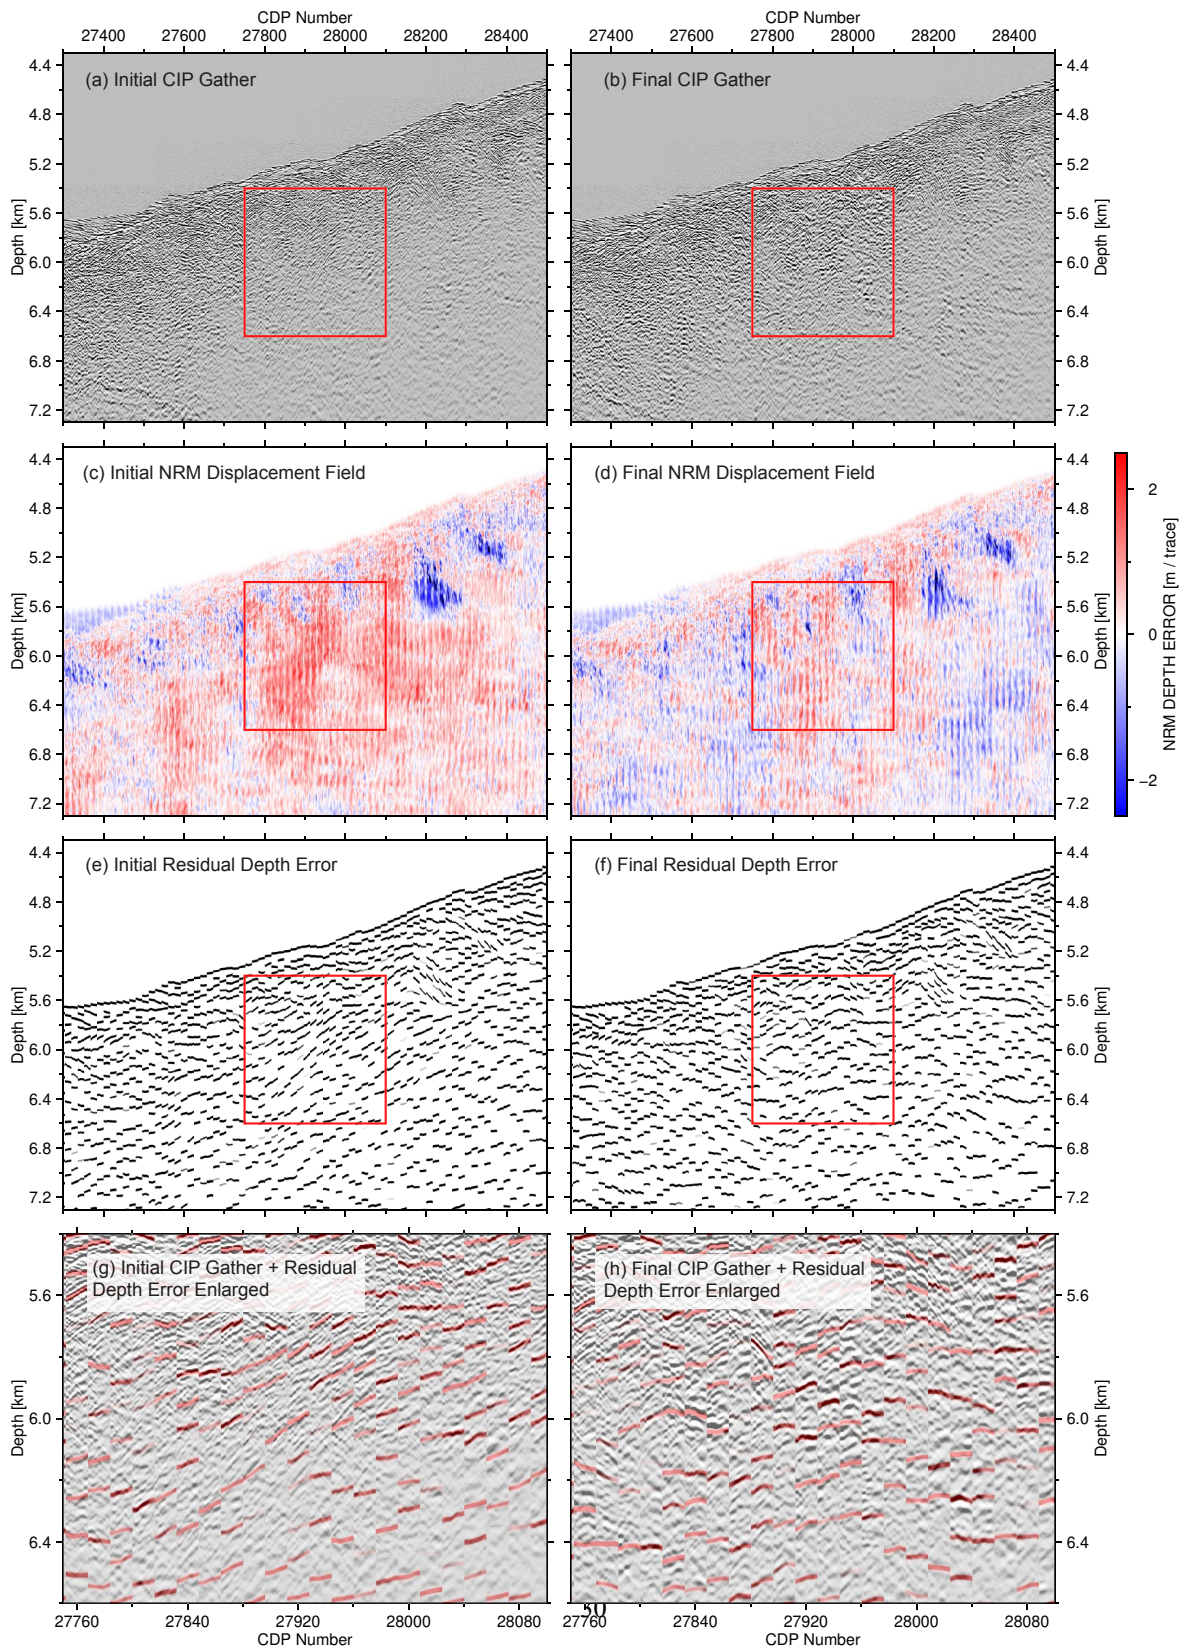 CDP Number
27400 27600 27800 28000 28200 28400
CDP Number
27400 27600 27800 28000 28200 28400
(a) Initial CIP Gather
(b) Final CIP Gather
4.4
4.8
5.2
5.6
6.0
6.4
6.8
7.2
Depth [km]
4.4
4.8
5.2
5.6
6.0
6.4
6.8
7.2
Depth [km]
(c) Initial NRM Displacement Field
(d) Final NRM Displacement Field
4.4
4.8
5.2
5.6
6.0
6.4
6.8
7.2
Depth [km]
4.4
4.8
5.2
5.6
6.0
6.4
6.8
7.2
Depth [km]
2
0
−2
NRM DEPTH ERROR [m / trace]
(e) Initial Residual Depth Error
(f) Final Residual Depth Error
4.4
4.8
5.2
5.6
6.0
6.4
6.8
7.2
Depth [km]
4.4
4.8
5.2
5.6
6.0
6.4
6.8
7.2
Depth [km]
(g) Initial CIP Gather + Residual
Depth Error Enlarged
(h) Final CIP Gather + Residual
Depth Error Enlarged
5.6
6.0
6.4
Depth [km]
5.6
6.0
6.4
Depth [km]
27760 27840 27920 28000 28080
CDP Number
27760 27840 27920 28000 28080
CDP Number